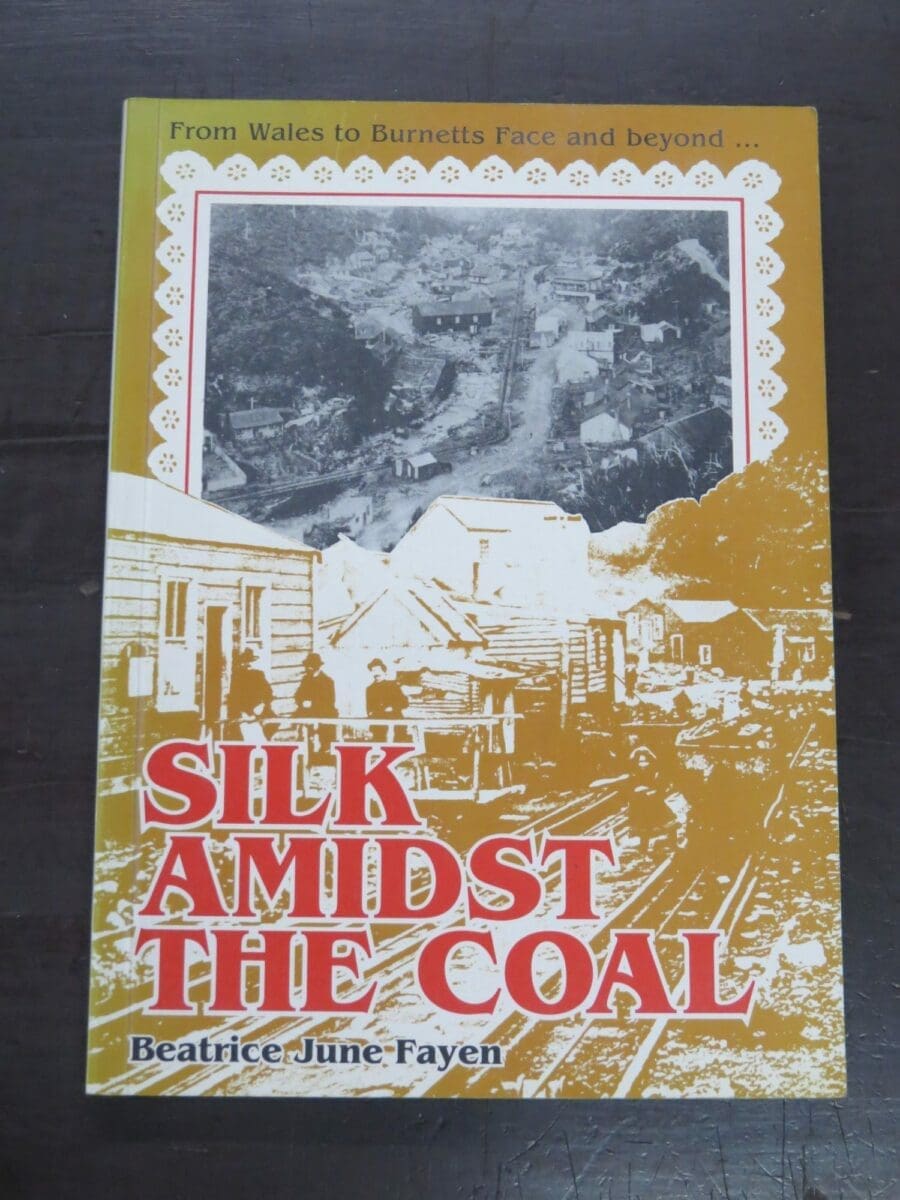 From Wales to Burnetts Face and beyond ...
SILK
AMIDST
THE COAL
Beatrice June Fayen